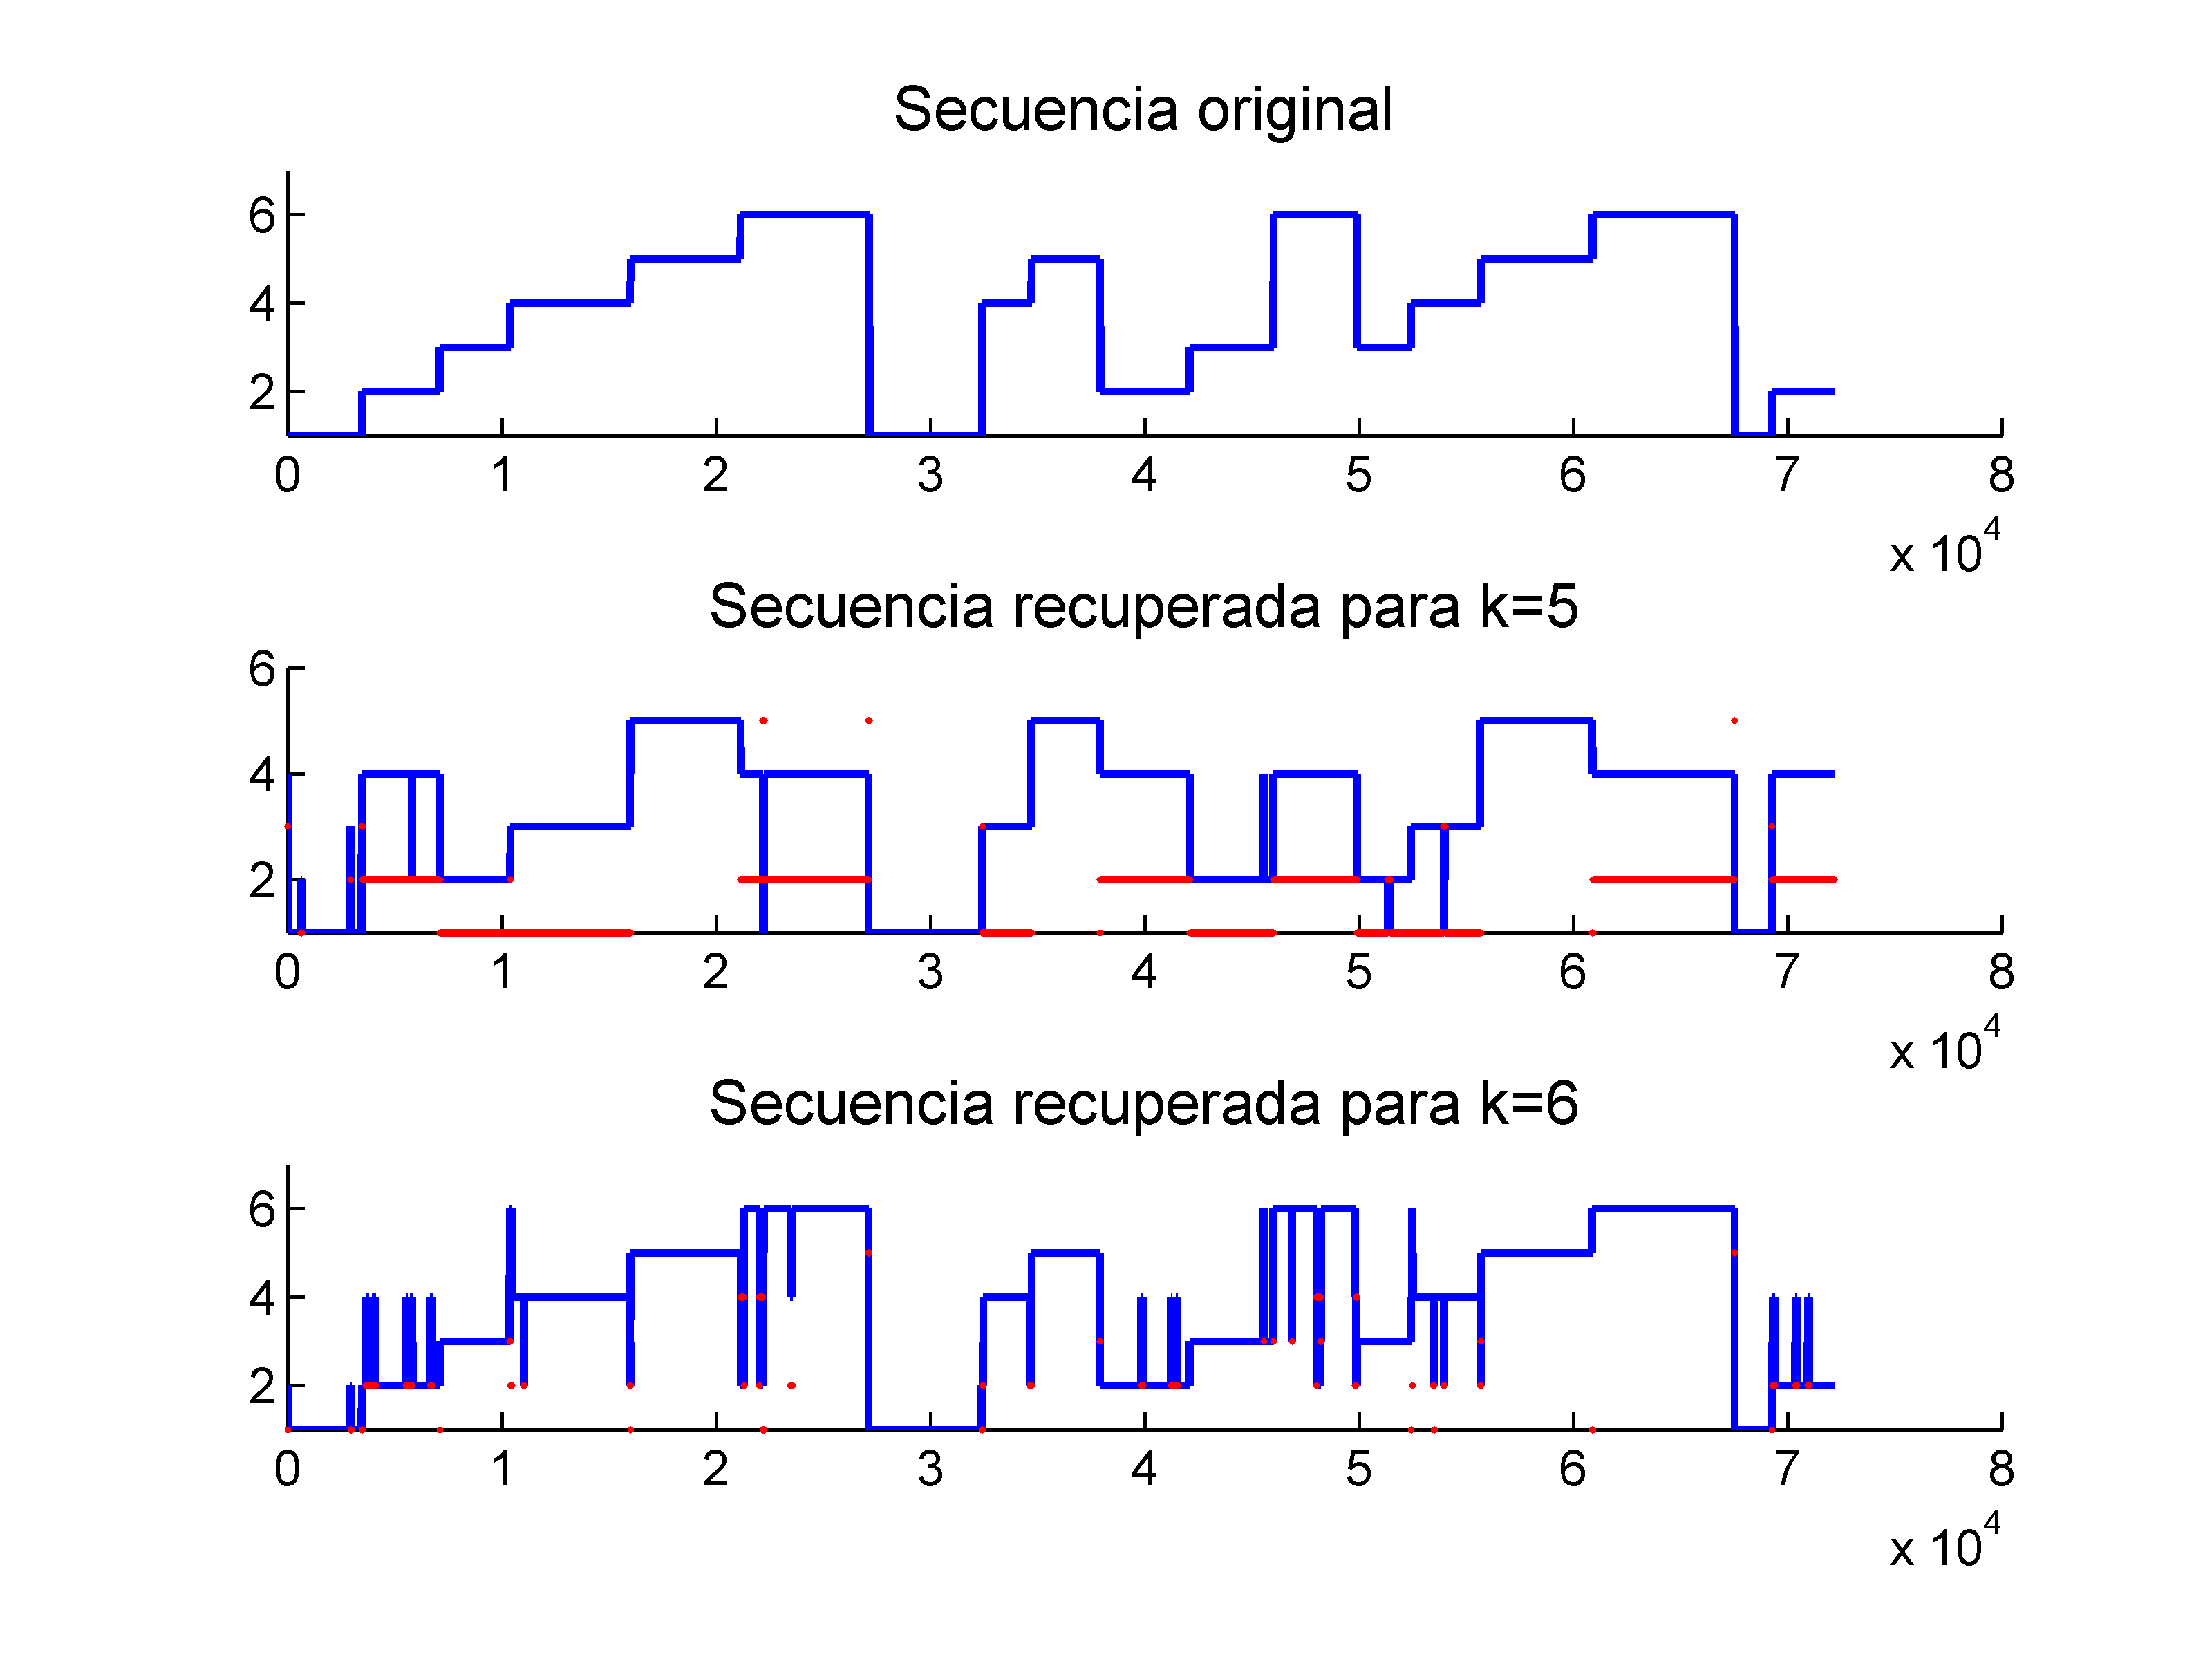 Secuencia original
6
4
2
0 1 2 3 4 5 6 7 8
x 10^4
Secuencia recuperada para k=5
6
4
2
0 1 2 3 4 5 6 7 8
x 10^4
Secuencia recuperada para k=6
6
4
2
0 1 2 3 4 5 6 7 8
x 10^4